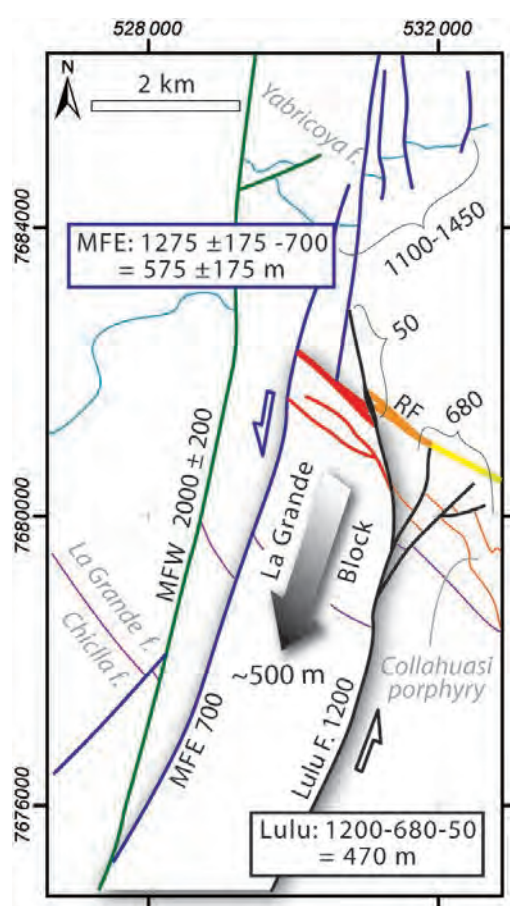 528 000
532 000
N
2 km
Yabricoya f.
7684000
MFE: 1275 ±175 -700
= 575 ±175 m
1100-1450
50
RF
680
MFW 2000 ± 200
La Grande
Block
7680000
La Grande f.
Chiclla f.
~500 m
Collahuasi
porphyry
MFE 700
Lulu F. 1200
7676000
Lulu: 1200-680-50
= 470 m